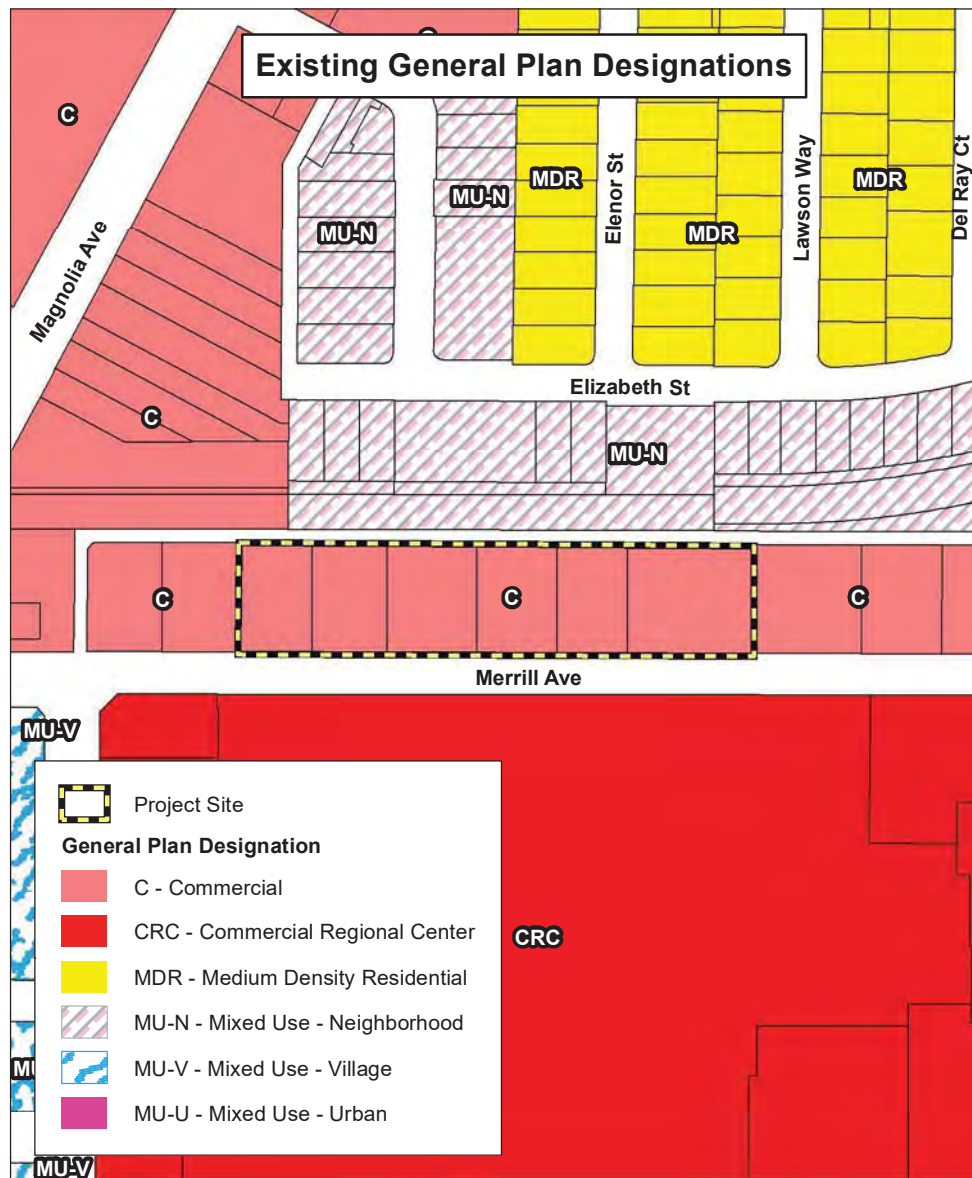 Existing General Plan Designations
C
C
MDR
MDR
MU-N
MU-N
MDR
Magnolia Ave
Elenor St
Lawson Way
Del Ray Ct
Elizabeth St
C
MU-N
C
C
C
Merrill Ave
MU-V
Project Site
General Plan Designation
C - Commercial
CRC - Commercial Regional Center
CRC
MDR - Medium Density Residential
MU-N - Mixed Use - Neighborhood
MU-V - Mixed Use - Village
MU-U - Mixed Use - Urban
MU-V